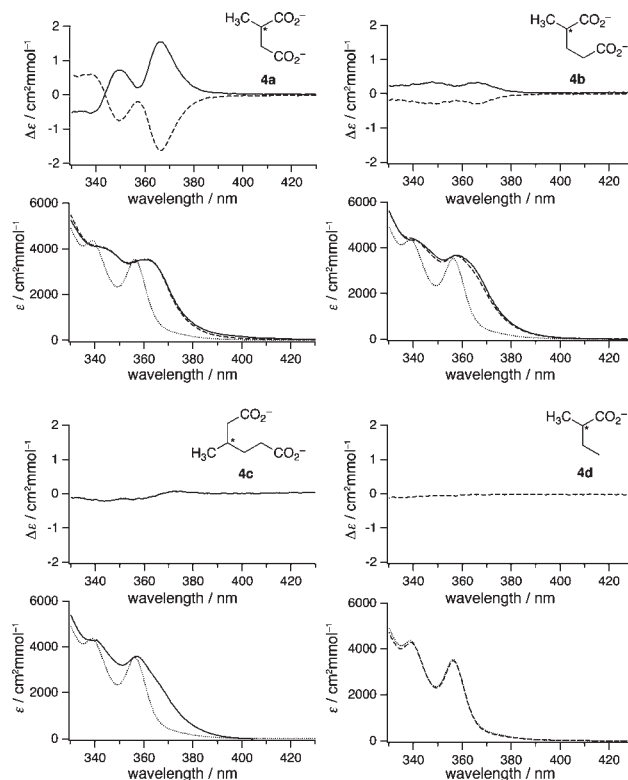 2
1
0
-1
-2
Δε / cm²mmol⁻¹
340 360 380 400 420
wavelength / nm
H₃C CO₂⁻
*
CO₂⁻
4a
2
1
0
-1
-2
Δε / cm²mmol⁻¹
340 360 380 400 420
wavelength / nm
H₃C CO₂⁻
*
CO₂⁻
4b
6000
4000
2000
0
ε / cm²mmol⁻¹
340 360 380 400 420
wavelength / nm
6000
4000
2000
0
ε / cm²mmol⁻¹
340 360 380 400 420
wavelength / nm
2
1
0
-1
-2
Δε / cm²mmol⁻¹
340 360 380 400 420
wavelength / nm
CO₂⁻
*
H₃C CO₂⁻
4c
2
1
0
-1
-2
Δε / cm²mmol⁻¹
340 360 380 400 420
wavelength / nm
H₃C CO₂⁻
*
4d
6000
4000
2000
0
ε / cm²mmol⁻¹
340 360 380 400 420
wavelength / nm
6000
4000
2000
0
ε / cm²mmol⁻¹
340 360 380 400 420
wavelength / nm